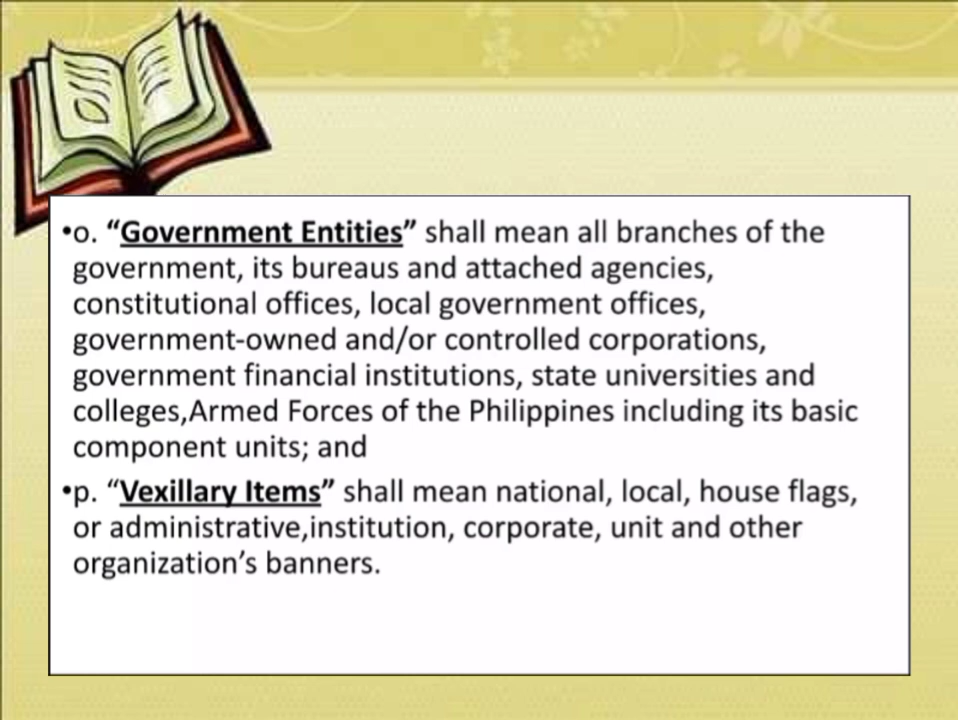 •o. “Government Entities” shall mean all branches of the
government, its bureaus and attached agencies,
constitutional offices, local government offices,
government-owned and/or controlled corporations,
government financial institutions, state universities and
colleges,Armed Forces of the Philippines including its basic
component units; and
•p. “Vexillary Items” shall mean national, local, house flags,
or administrative,institution, corporate, unit and other
organization’s banners.